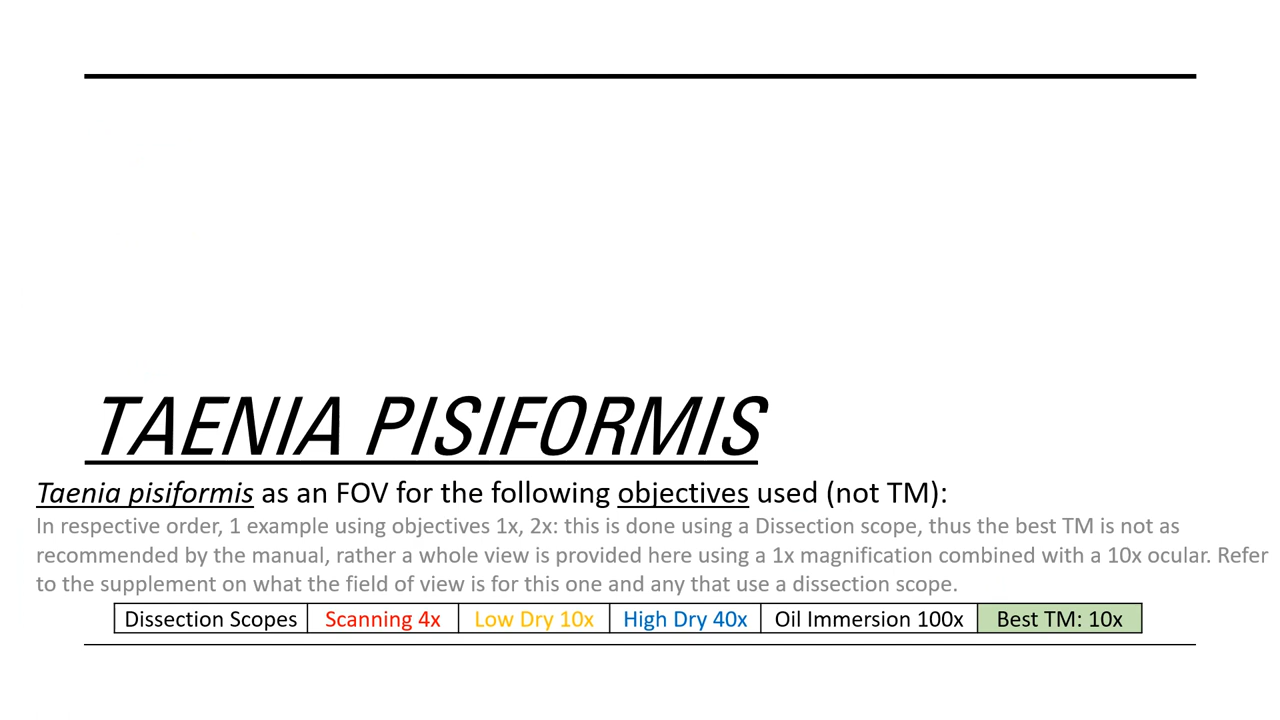 TAENIA PISIFORMIS
Taenia pisiformis as an FOV for the following objectives used (not TM):
In respective order, 1 example using objectives 1x, 2x: this is done using a Dissection scope, thus the best TM is not as
recommended by the manual, rather a whole view is provided here using a 1x magnification combined with a 10x ocular. Refer
to the supplement on what the field of view is for this one and any that use a dissection scope.
Dissection Scopes Scanning 4x Low Dry 10x High Dry 40x Oil Immersion 100x Best TM: 10x